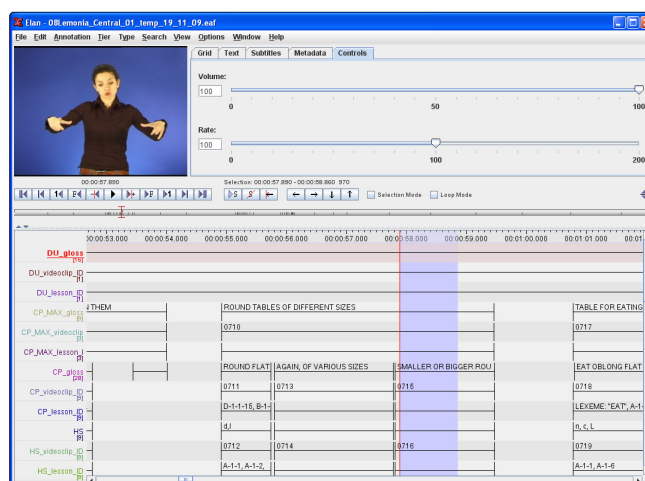 Elan - 08Lemonia_Central_01_temp_19_11_09.eaf
File Edit Annotation Tier Type Search View Options Window Help
Grid Text Subtitles Metadata Controls
Volume:
100
0 50 100
Rate:
100
0 100 200
00:00:57.890
Selection: 00:00:57.890 - 00:00:58.860 970
Selection Mode Loop Mode
00:00:53.000 00:00:54.000 00:00:55.000 00:00:56.000 00:00:57.000 00:00:58.000 00:00:59.000 00:01:00.000 00:01:01.000 00:01
DU_gloss
DU_videoclip_ID
[1]
DU_lesson_ID
[1]
CP_MAX_gloss N THEM ROUND TABLES OF DIFFERENT SIZES TABLE FOR EATING
CP_MAX_videoclip 0710 0717
CP_MAX_lesson_I
CP_gloss ROUND FLAT AGAIN, OF VARIOUS SIZES SMALLER OR BIGGER ROU EAT OBLONG FLAT
CP_videoclip_ID 0711 0713 0715 0718
CP_lesson_ID D-1-1-15, B-1- LEXEME: "EAT", A-1-
HS d,l n, c, L
HS_videoclip_ID 0712 0714 0716 0719
HS_lesson_ID A-1-1, A-1-2, A-1-1, A-1-6